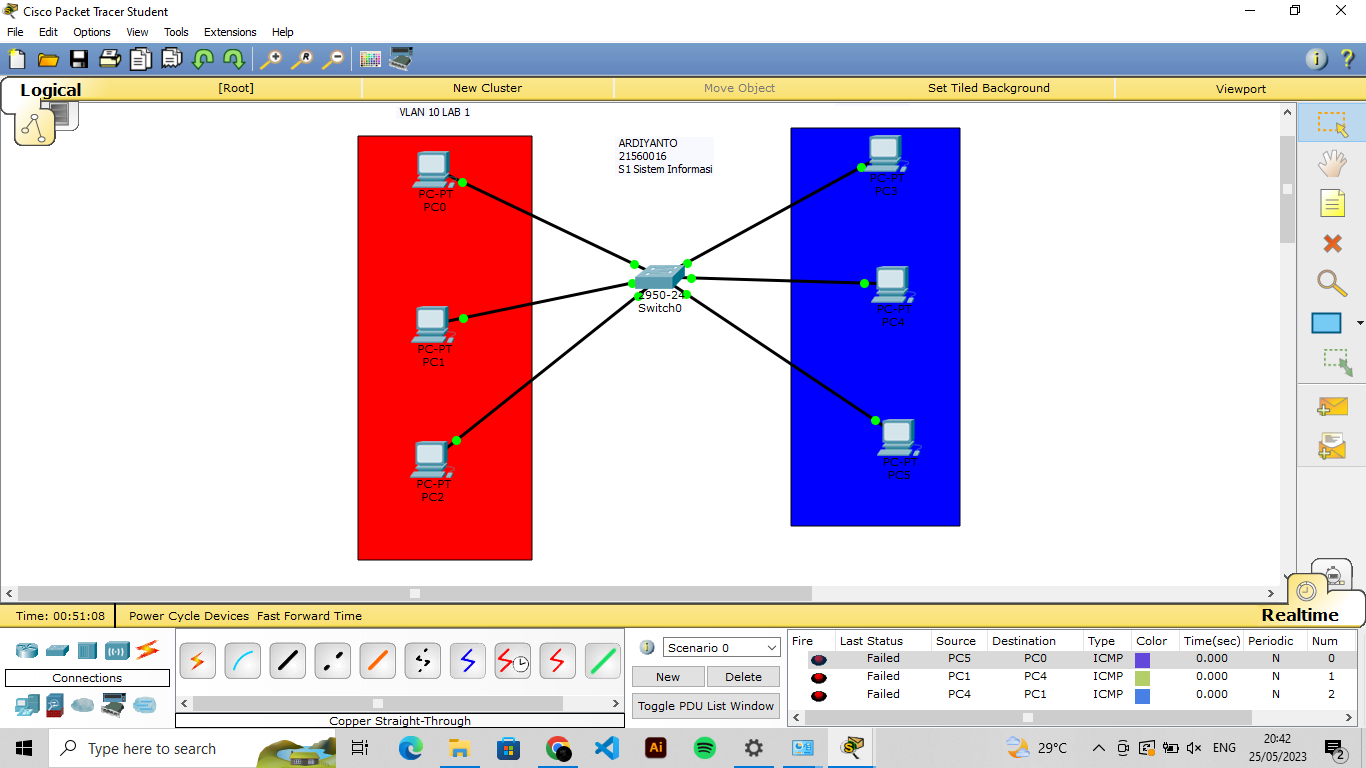 Cisco Packet Tracer Student
File Edit Options View Tools Extensions Help
Logical [Root] New Cluster Move Object Set Tiled Background Viewport
VLAN 10 LAB 1
ARDIYANTO
21560016
S1 Sistem Informasi
PC-PT
PC0
PC-PT
PC1
PC-PT
PC2
2950-24
Switch0
PC-PT
PC3
PC-PT
PC4
PC-PT
PC5
Time: 00:51:08 Power Cycle Devices Fast Forward Time
Realtime
Connections
Copper Straight-Through
Scenario 0
New Delete
Toggle PDU List Window
Fire Last Status Source Destination Type Color Time(sec) Periodic Num
Failed PC5 PC0 ICMP 0.000 N 0
Failed PC1 PC4 ICMP 0.000 N 1
Failed PC4 PC1 ICMP 0.000 N 2
Type here to search
Ai
29°C
ENG
20:42
25/05/2023
2